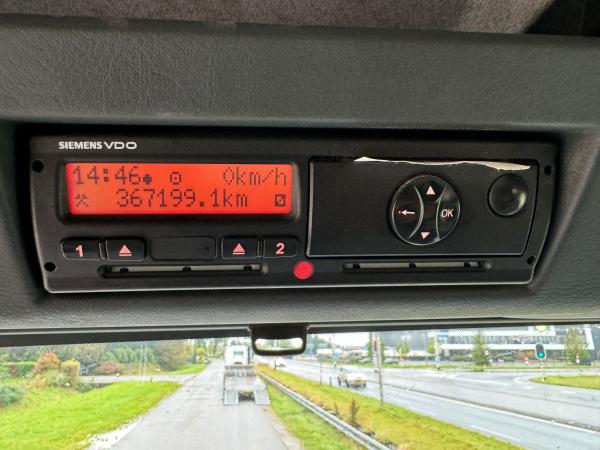 SIEMENS VDO
14:46 0km/h
367199.1km
1 2
OK